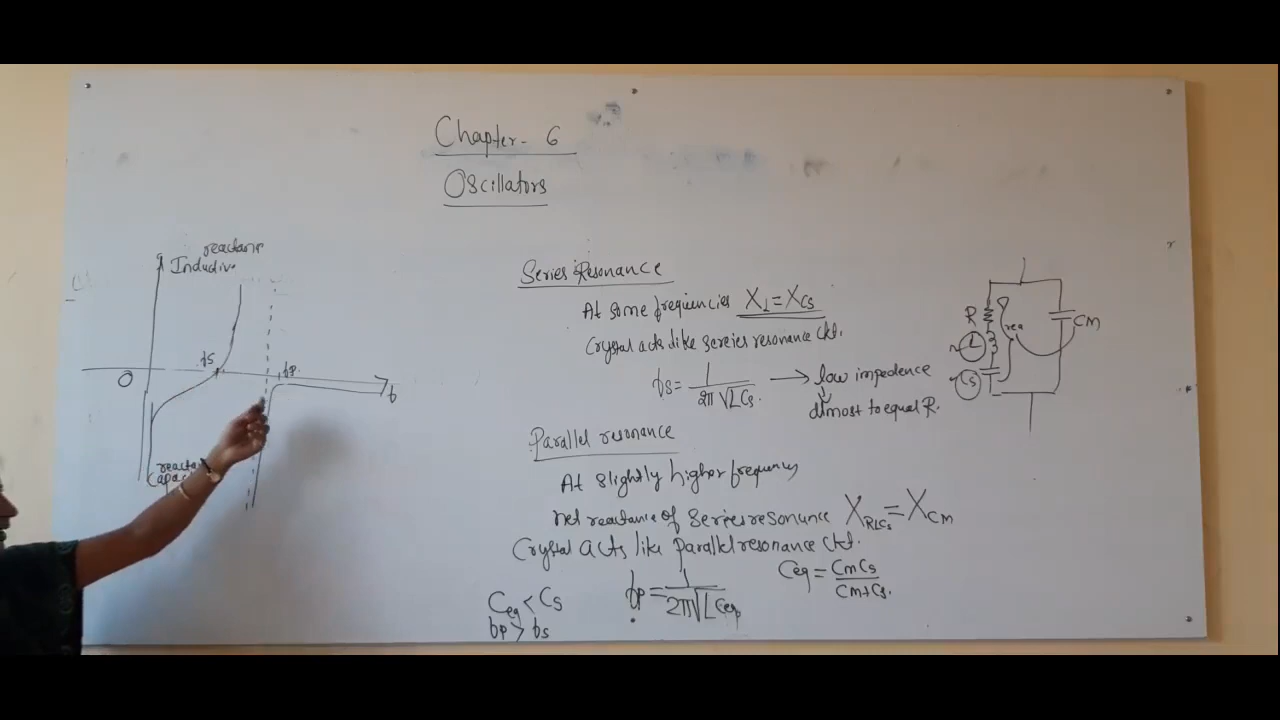 Chapter - 6
Oscillators
reactance
Inductive
fs
fp
O
f
reactan
Capac
Series Resonance
At some frequencies XL = XCs
Crystal acts like sereies resonance ckt.
fs = 1 / 2π √LCs. → low impedence
almost to equal R.
Parallel resonance
At slightly higher frequency
net reactance of series resonance XRLCs = XCM
Crystal acts like parallel resonance ckt.
Ceq = CmCs / Cm+Cs.
Ceq < Cs
fp = 1 / 2π√LCeq
fp > fs
R
L
Cs
rea
CM